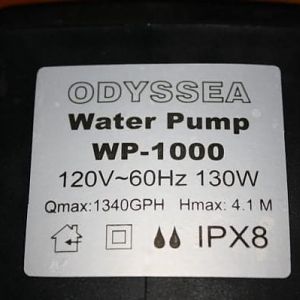 ODYSSEA
Water Pump
WP-1000
120V~60Hz 130W
Qmax:1340GPH Hmax: 4.1 M
IPX8